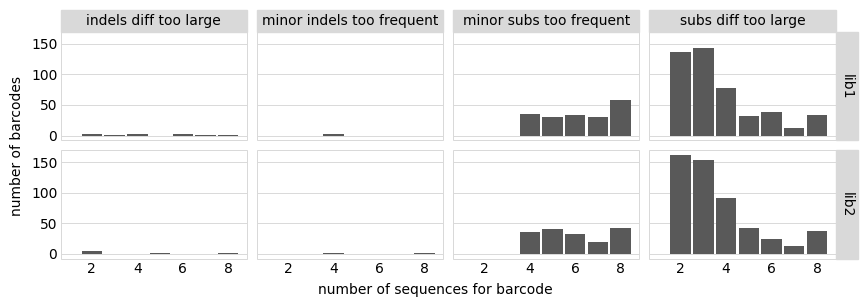 indels diff too large
minor indels too frequent
minor subs too frequent
subs diff too large
number of barcodes
150
100
50
0
lib1
150
100
50
0
lib2
2 4 6 8
2 4 6 8
2 4 6 8
2 4 6 8
number of sequences for barcode